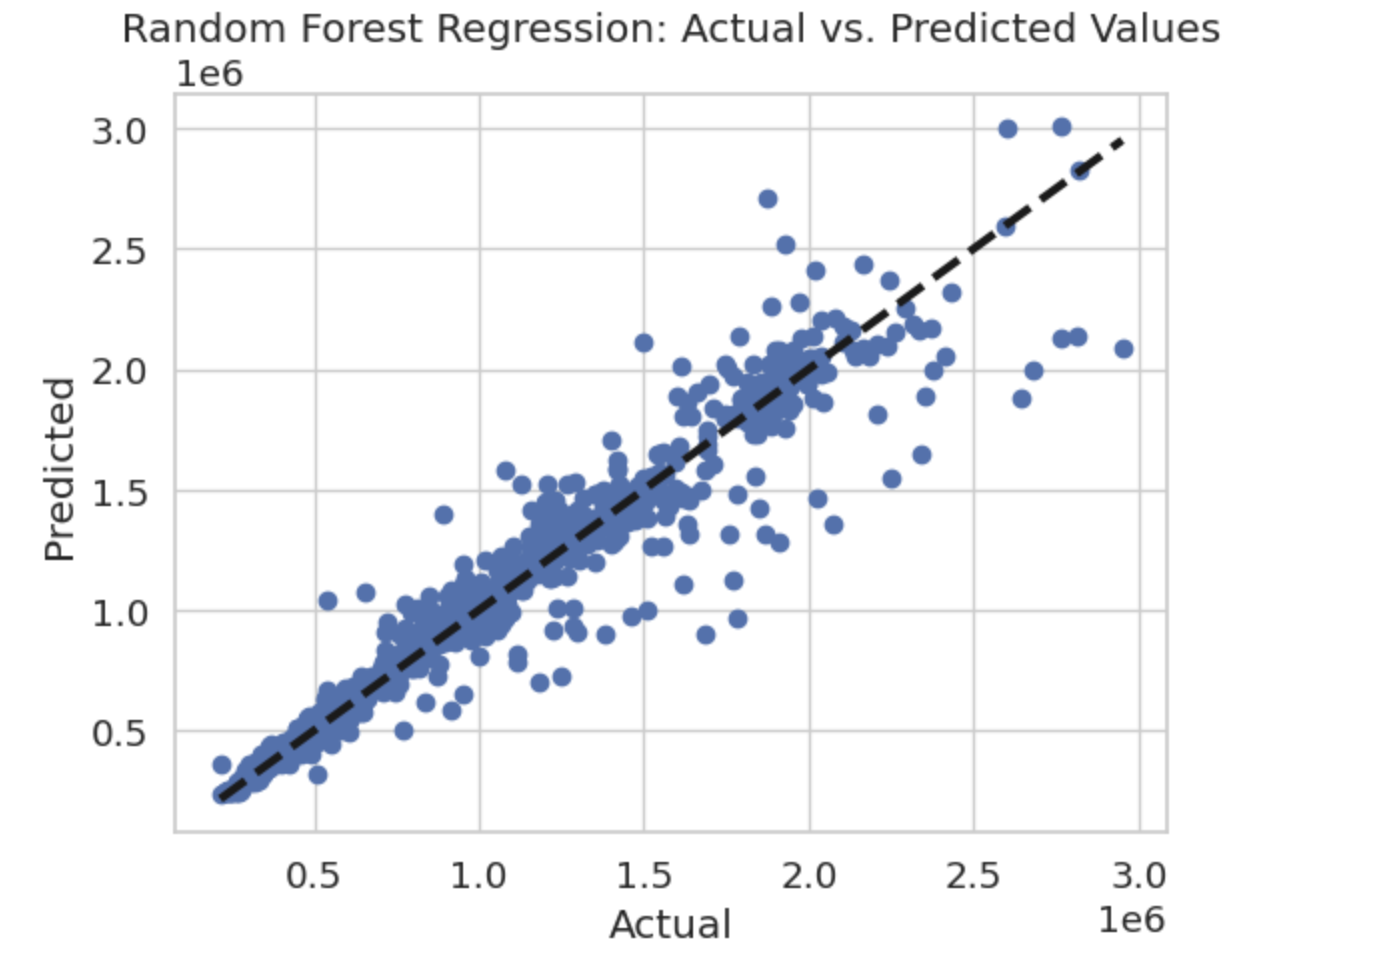 Random Forest Regression: Actual vs. Predicted Values
1e6
3.0
2.5
2.0
1.5
1.0
0.5
Predicted
0.5 1.0 1.5 2.0 2.5 3.0
Actual
1e6